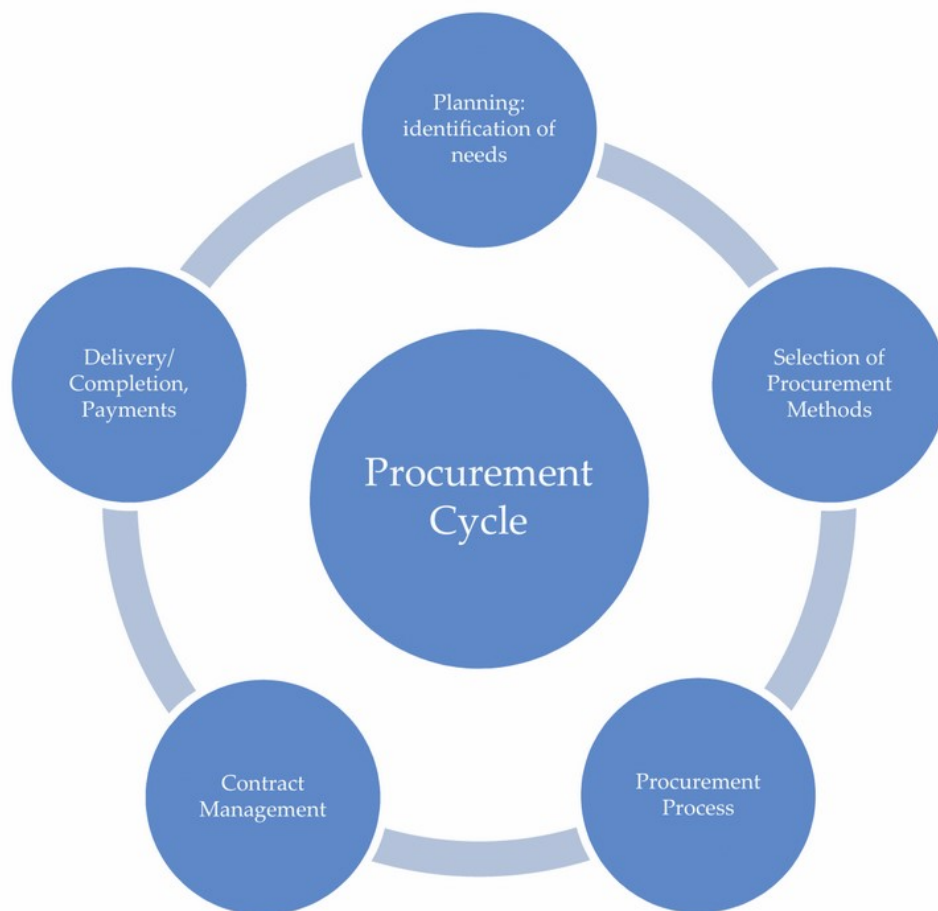 Planning:
identification of
needs
Selection of
Procurement
Methods
Procurement
Process
Contract
Management
Delivery/
Completion,
Payments
Procurement
Cycle